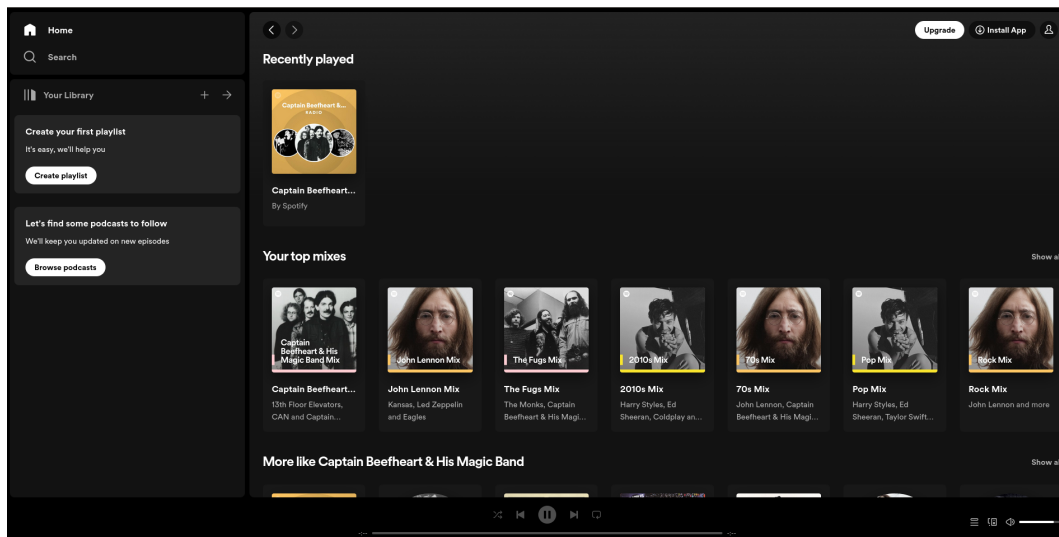 Home
Search
Your Library
Create your first playlist
It's easy, we'll help you
Create playlist
Let's find some podcasts to follow
We'll keep you updated on new episodes
Browse podcasts
Upgrade
Install App
Recently played
Captain Beefheart &...
RADIO
Captain Beefheart...
By Spotify
Your top mixes
Show al
Captain
Beefheart & His
Magic Band Mix
Captain Beefheart...
13th Floor Elevators,
CAN and Captain...
John Lennon Mix
John Lennon Mix
Kansas, Led Zeppelin
and Eagles
The Fugs Mix
The Fugs Mix
The Monks, Captain
Beefheart & His Magi...
2010s Mix
2010s Mix
Harry Styles, Ed
Sheeran, Coldplay an...
70s Mix
70s Mix
John Lennon, Captain
Beefheart & His Magi...
Pop Mix
Pop Mix
Harry Styles, Ed
Sheeran, Taylor Swift...
Rock Mix
Rock Mix
John Lennon and more
More like Captain Beefheart & His Magic Band
Show al
-:--
-:--